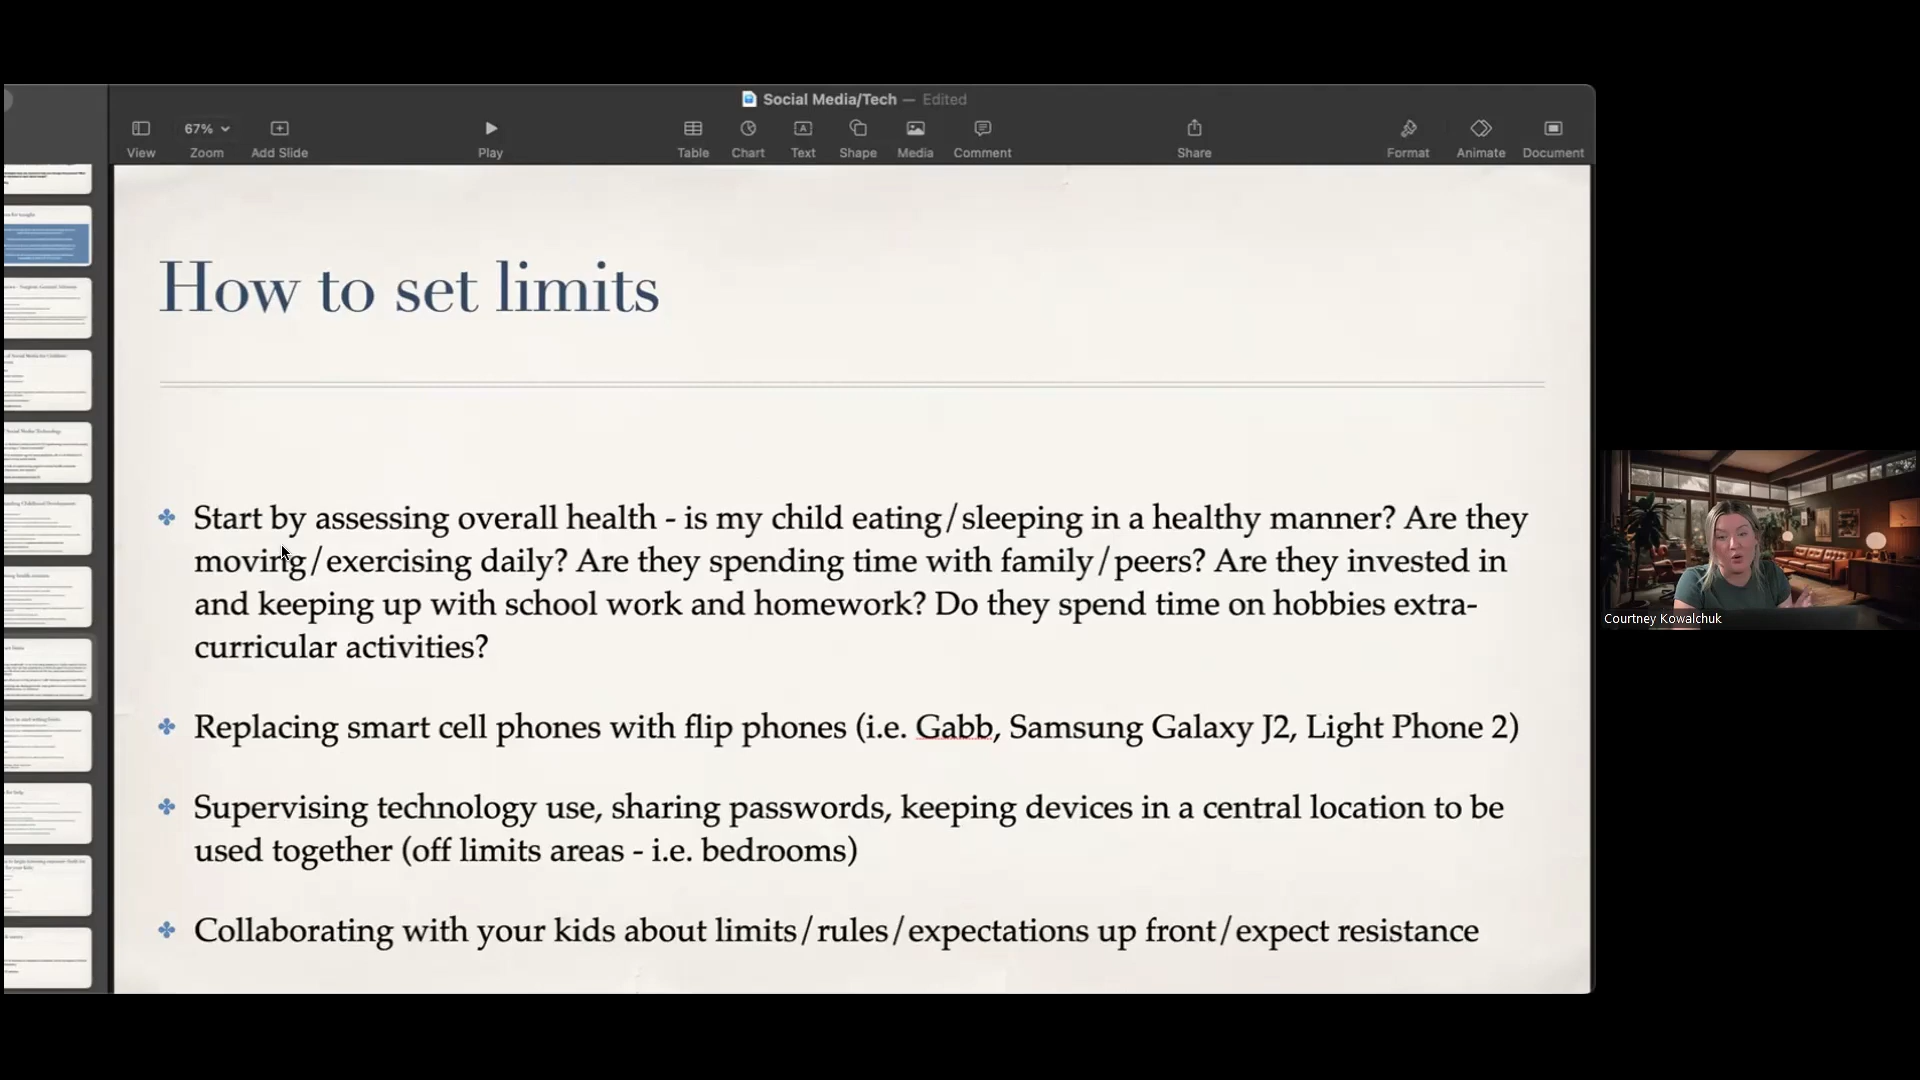 Social Media/Tech — Edited
67%
View
Zoom
Add Slide
Play
Table
Chart
Text
Shape
Media
Comment
Share
Format
Animate
Document
How to set limits
Start by assessing overall health - is my child eating/sleeping in a healthy manner? Are they
moving/exercising daily? Are they spending time with family/peers? Are they invested in
and keeping up with school work and homework? Do they spend time on hobbies extra-
curricular activities?
Replacing smart cell phones with flip phones (i.e. Gabb, Samsung Galaxy J2, Light Phone 2)
Supervising technology use, sharing passwords, keeping devices in a central location to be
used together (off limits areas - i.e. bedrooms)
Collaborating with your kids about limits/rules/expectations up front/expect resistance
Courtney Kowalchuk